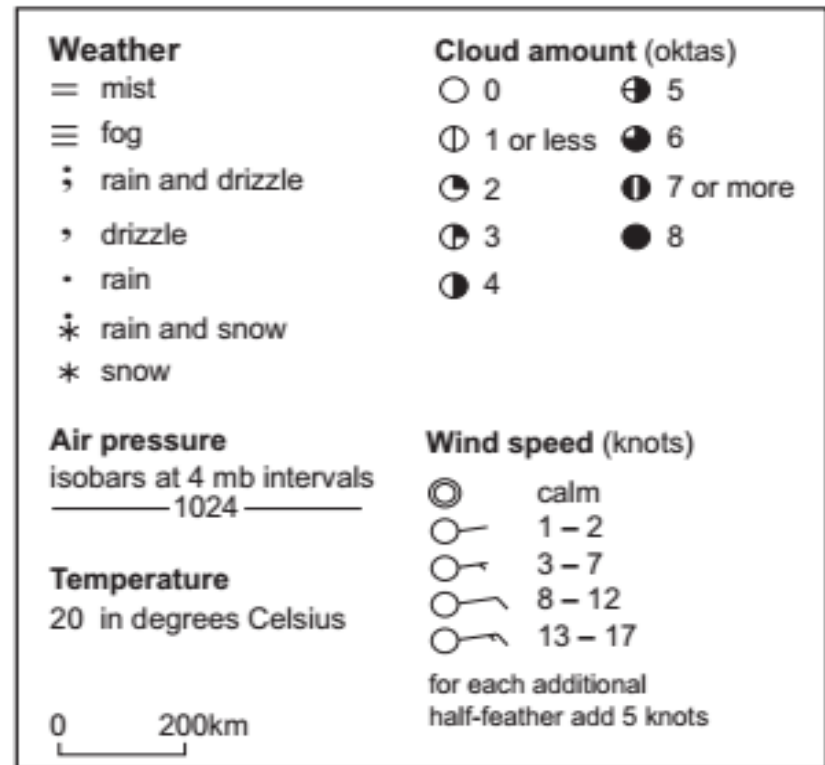 Weather
mist
fog
rain and drizzle
drizzle
rain
rain and snow
snow
Cloud amount (oktas)
0
1 or less
2
3
4
5
6
7 or more
8
Air pressure
isobars at 4 mb intervals
1024
Temperature
20 in degrees Celsius
0 200km
Wind speed (knots)
calm
1 – 2
3 – 7
8 – 12
13 – 17
for each additional
half-feather add 5 knots